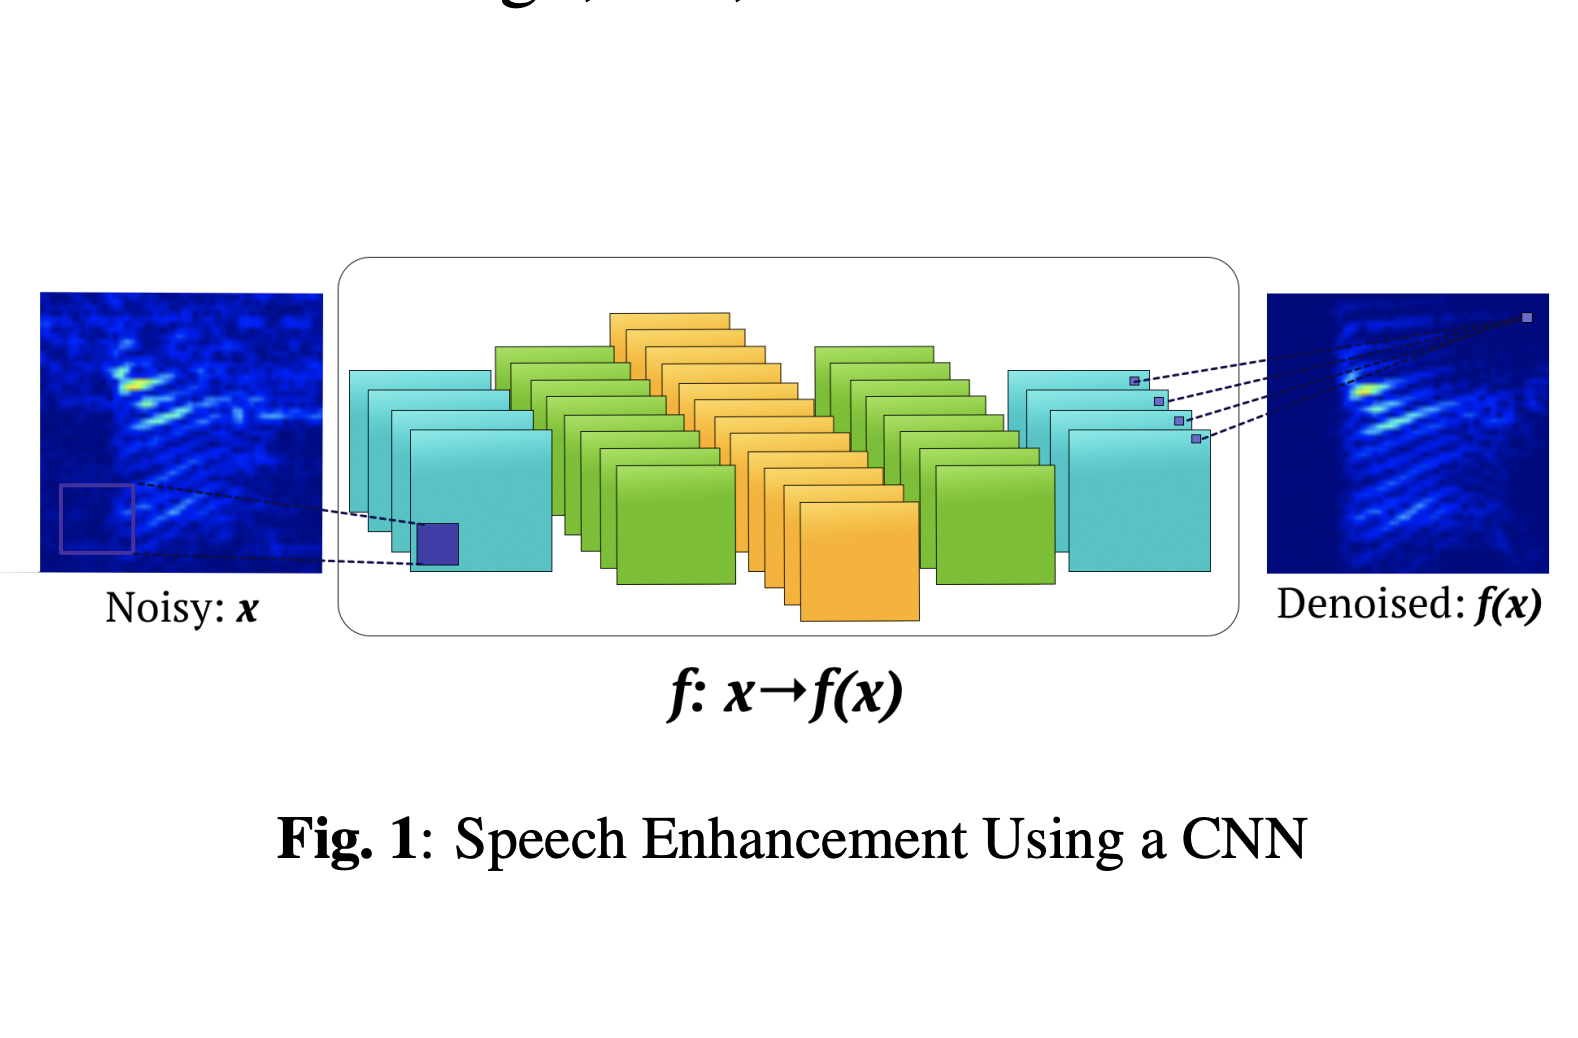 Noisy: x
Denoised: f(x)
f: x→f(x)
Fig. 1: Speech Enhancement Using a CNN